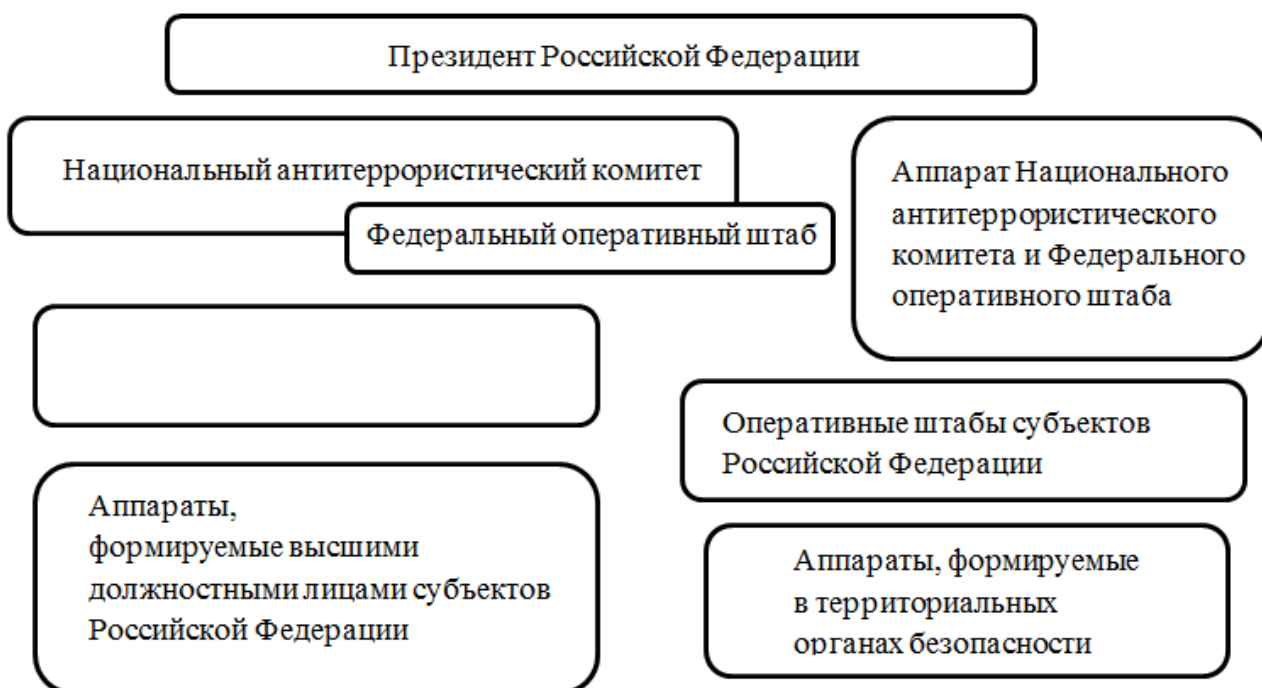 Президент Российской Федерации
Национальный антитеррористический комитет
Федеральный оперативный штаб
Аппарат Национального
антитеррористического
комитета и Федерального
оперативного штаба
Оперативные штабы субъектов
Российской Федерации
Аппараты,
формируемые высшими
должностными лицами субъектов
Российской Федерации
Аппараты, формируемые
в территориальных
органах безопасности